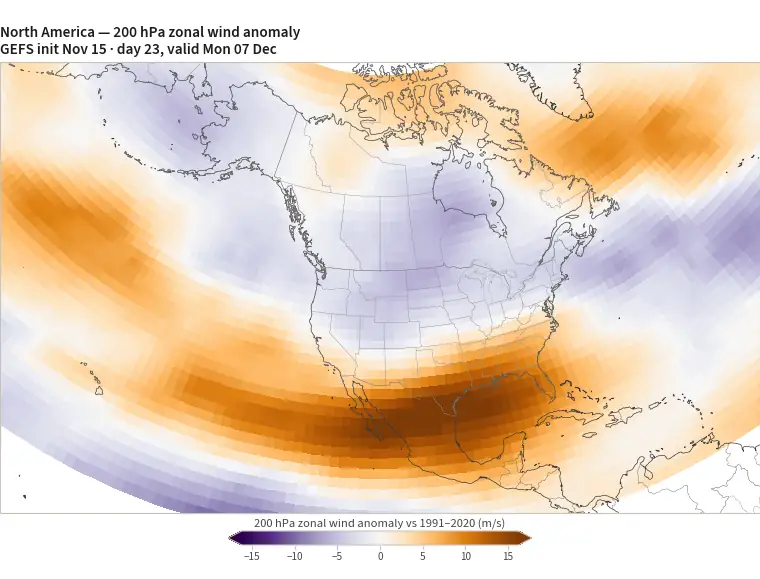 North America — 200 hPa zonal wind anomaly
GEFS init Nov 15 · day 23, valid Mon 07 Dec
200 hPa zonal wind anomaly vs 1991–2020 (m/s)
−15 −10 −5 0 5 10 15